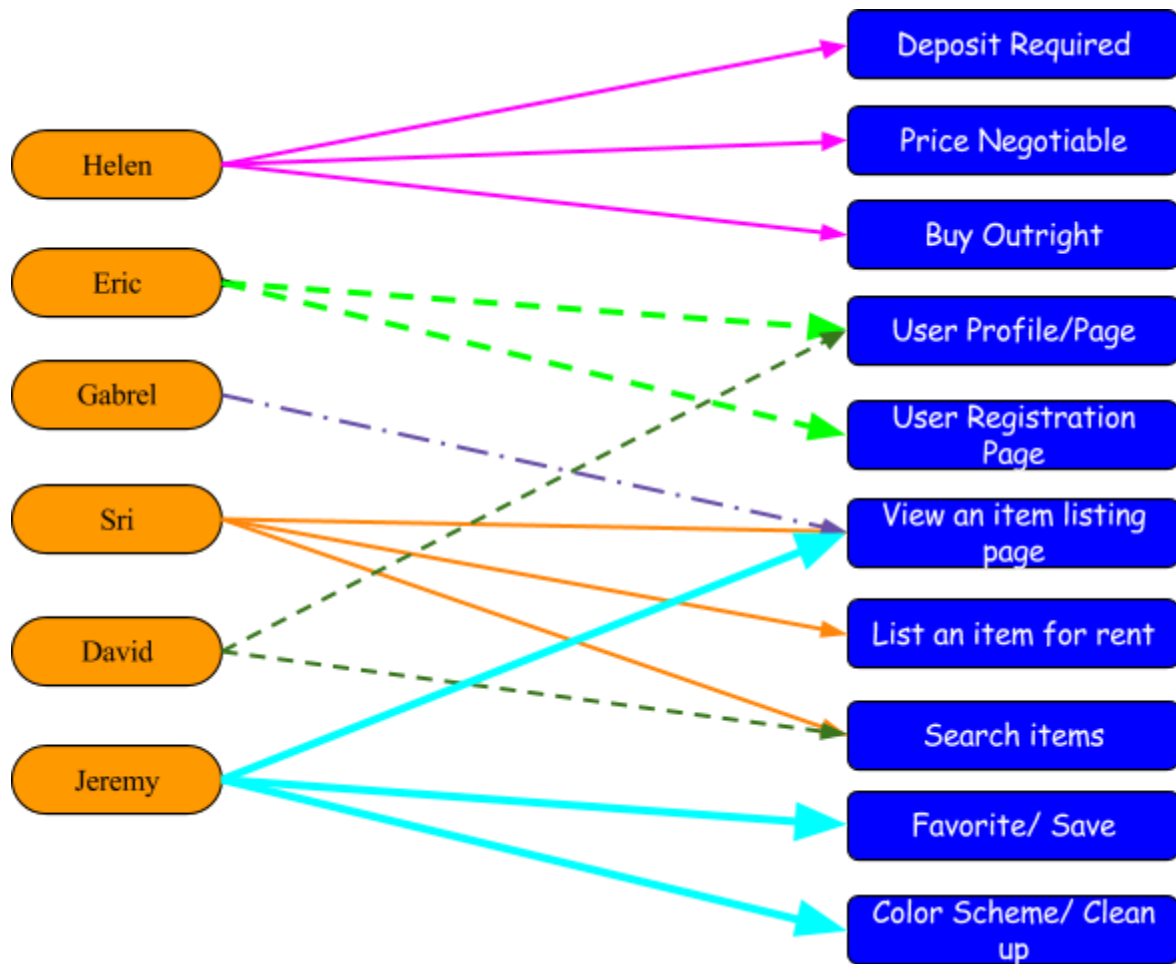 Helen
Eric
Gabrel
Sri
David
Jeremy
Deposit Required
Price Negotiable
Buy Outright
User Profile/Page
User Registration
Page
View an item listing
page
List an item for rent
Search items
Favorite/ Save
Color Scheme/ Clean
up